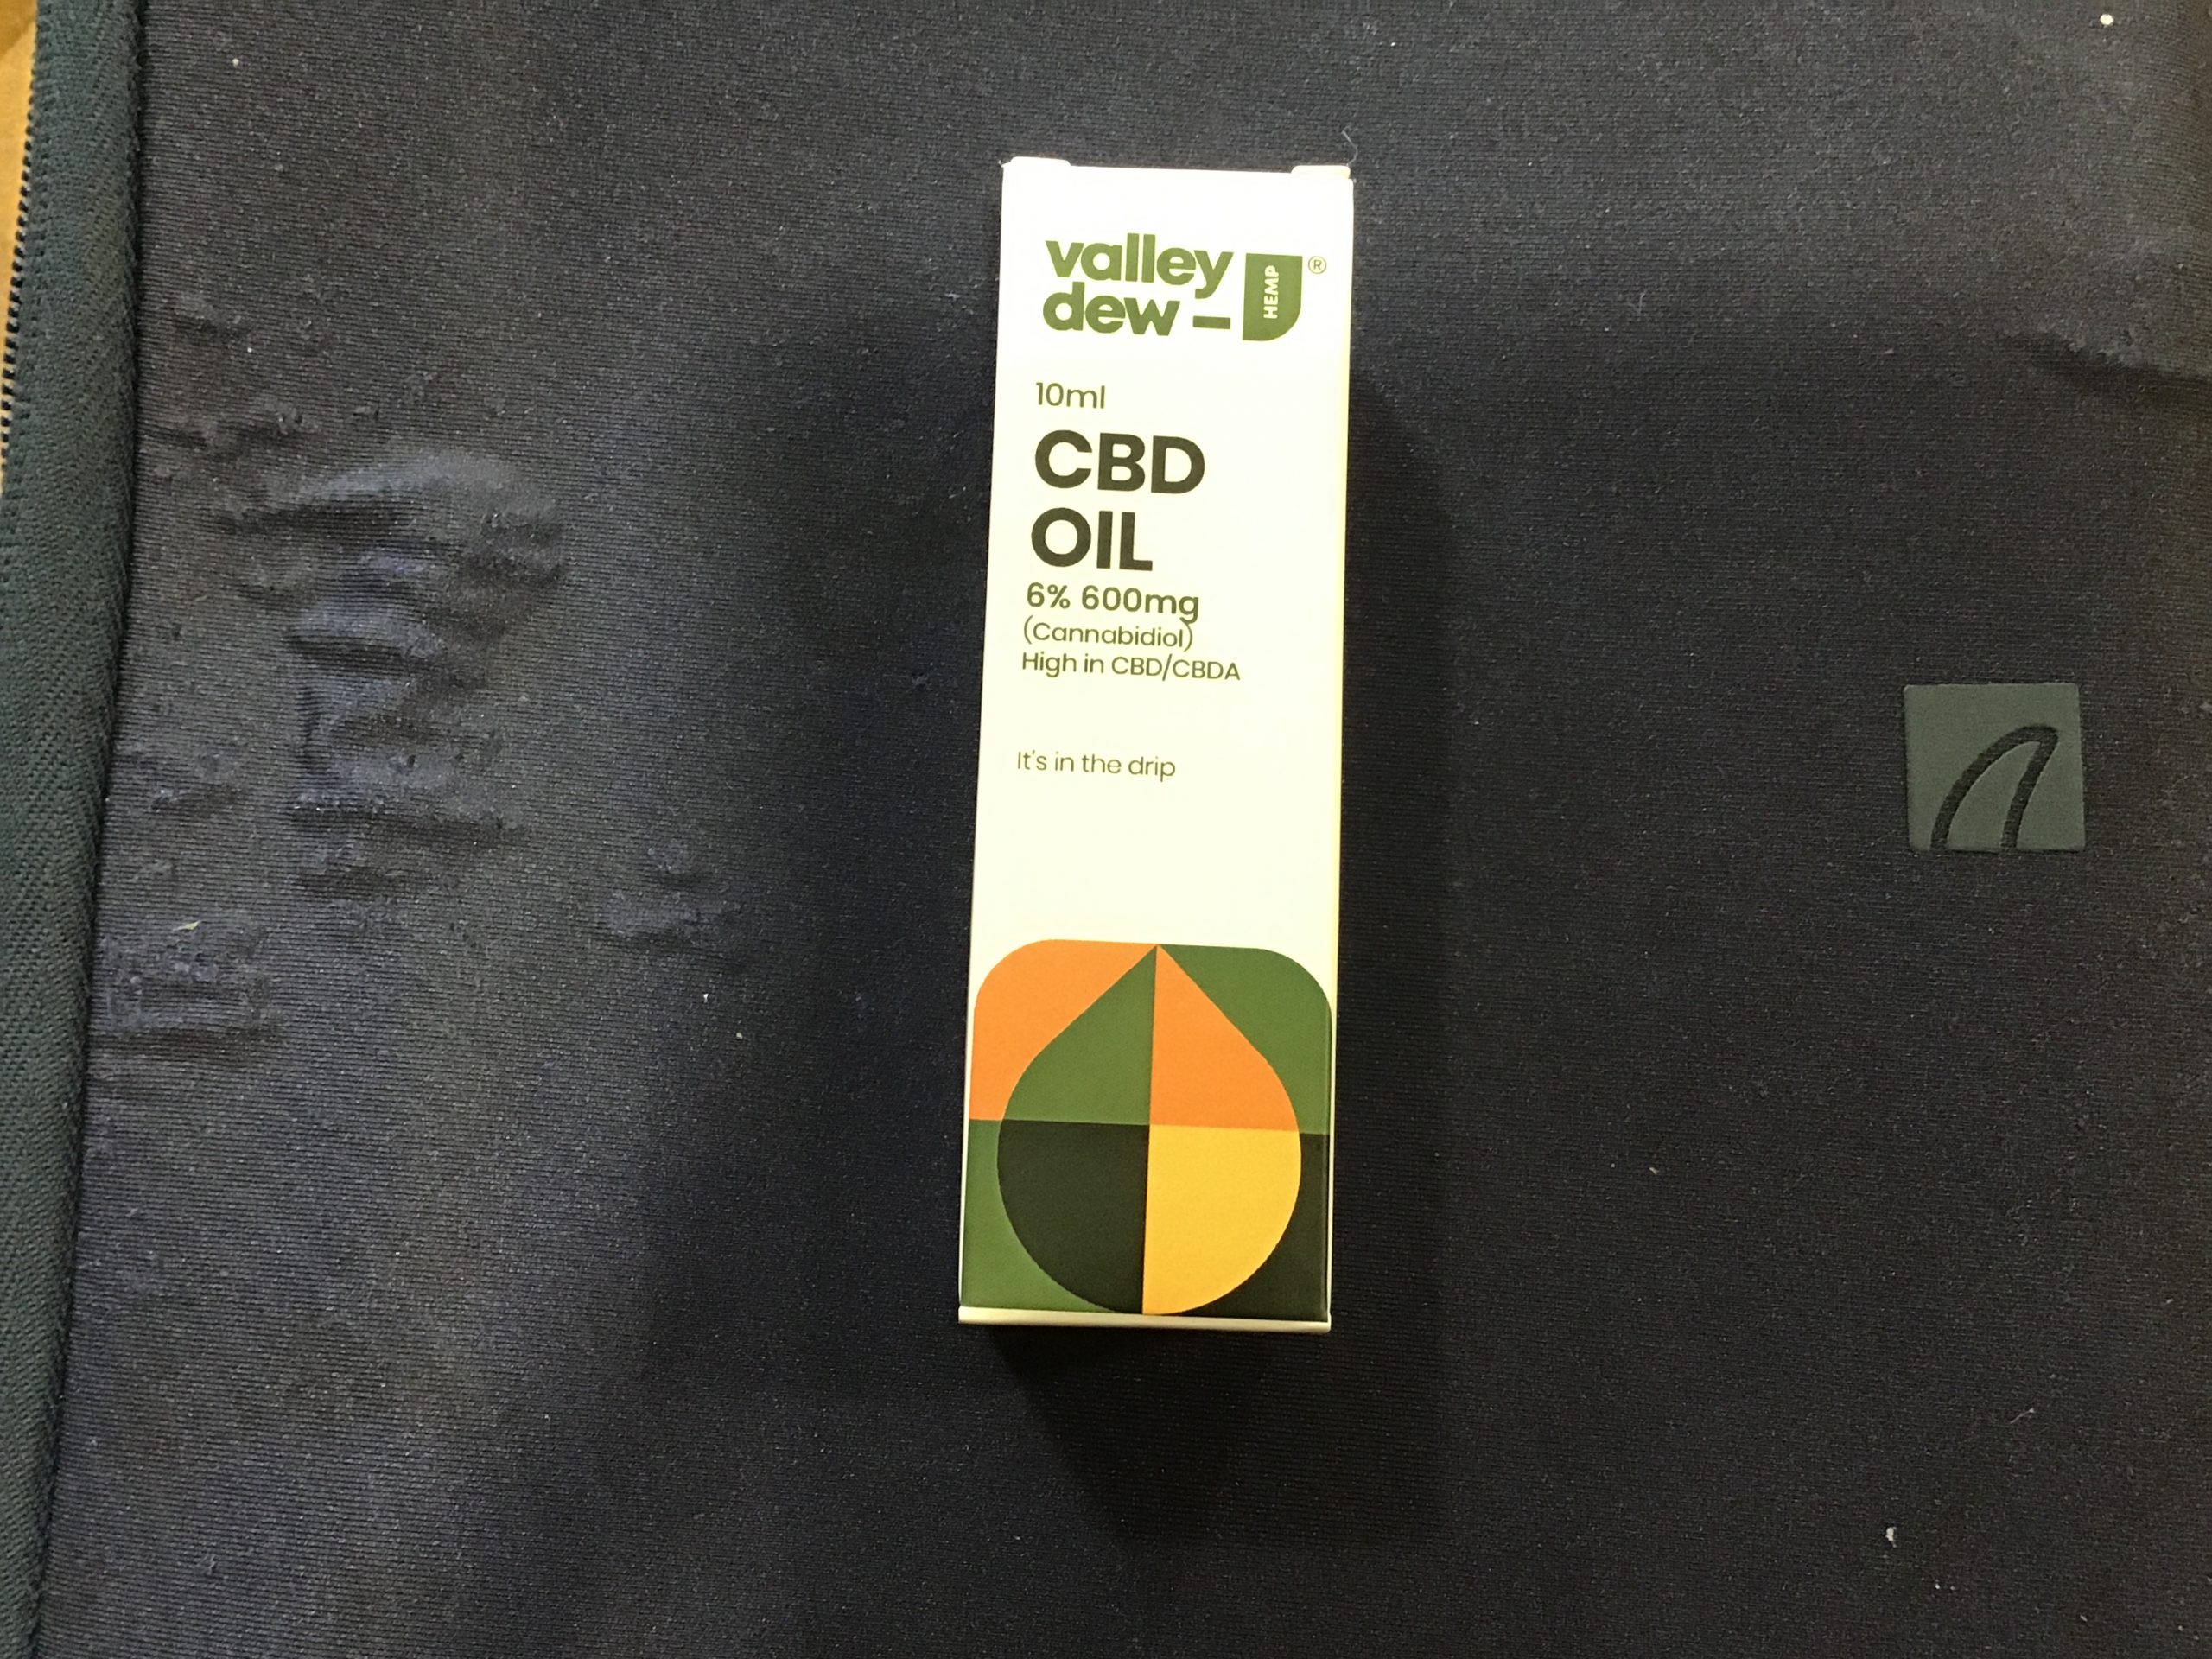 valley
dew –
HEMP
®
10ml
CBD
OIL
6% 600mg
(Cannabidiol)
High in CBD/CBDA
It's in the drip